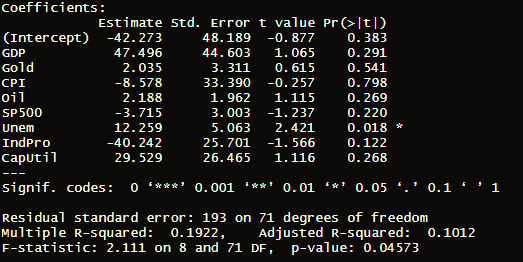 Coefficients:
Estimate Std. Error t value Pr(>|t|)
(Intercept) -42.273 48.189 -0.877 0.383
GDP 47.496 44.603 1.065 0.291
Gold 2.035 3.311 0.615 0.541
CPI -8.578 33.390 -0.257 0.798
Oil 2.188 1.962 1.115 0.269
SP500 -3.715 3.003 -1.237 0.220
Unem 12.259 5.063 2.421 0.018 *
IndPro -40.242 25.701 -1.566 0.122
CapUtil 29.529 26.465 1.116 0.268
---
Signif. codes: 0 ‘***’ 0.001 ‘**’ 0.01 ‘*’ 0.05 ‘.’ 0.1 ‘ ’ 1
Residual standard error: 193 on 71 degrees of freedom
Multiple R-squared: 0.1922, Adjusted R-squared: 0.1012
F-statistic: 2.111 on 8 and 71 DF, p-value: 0.04573